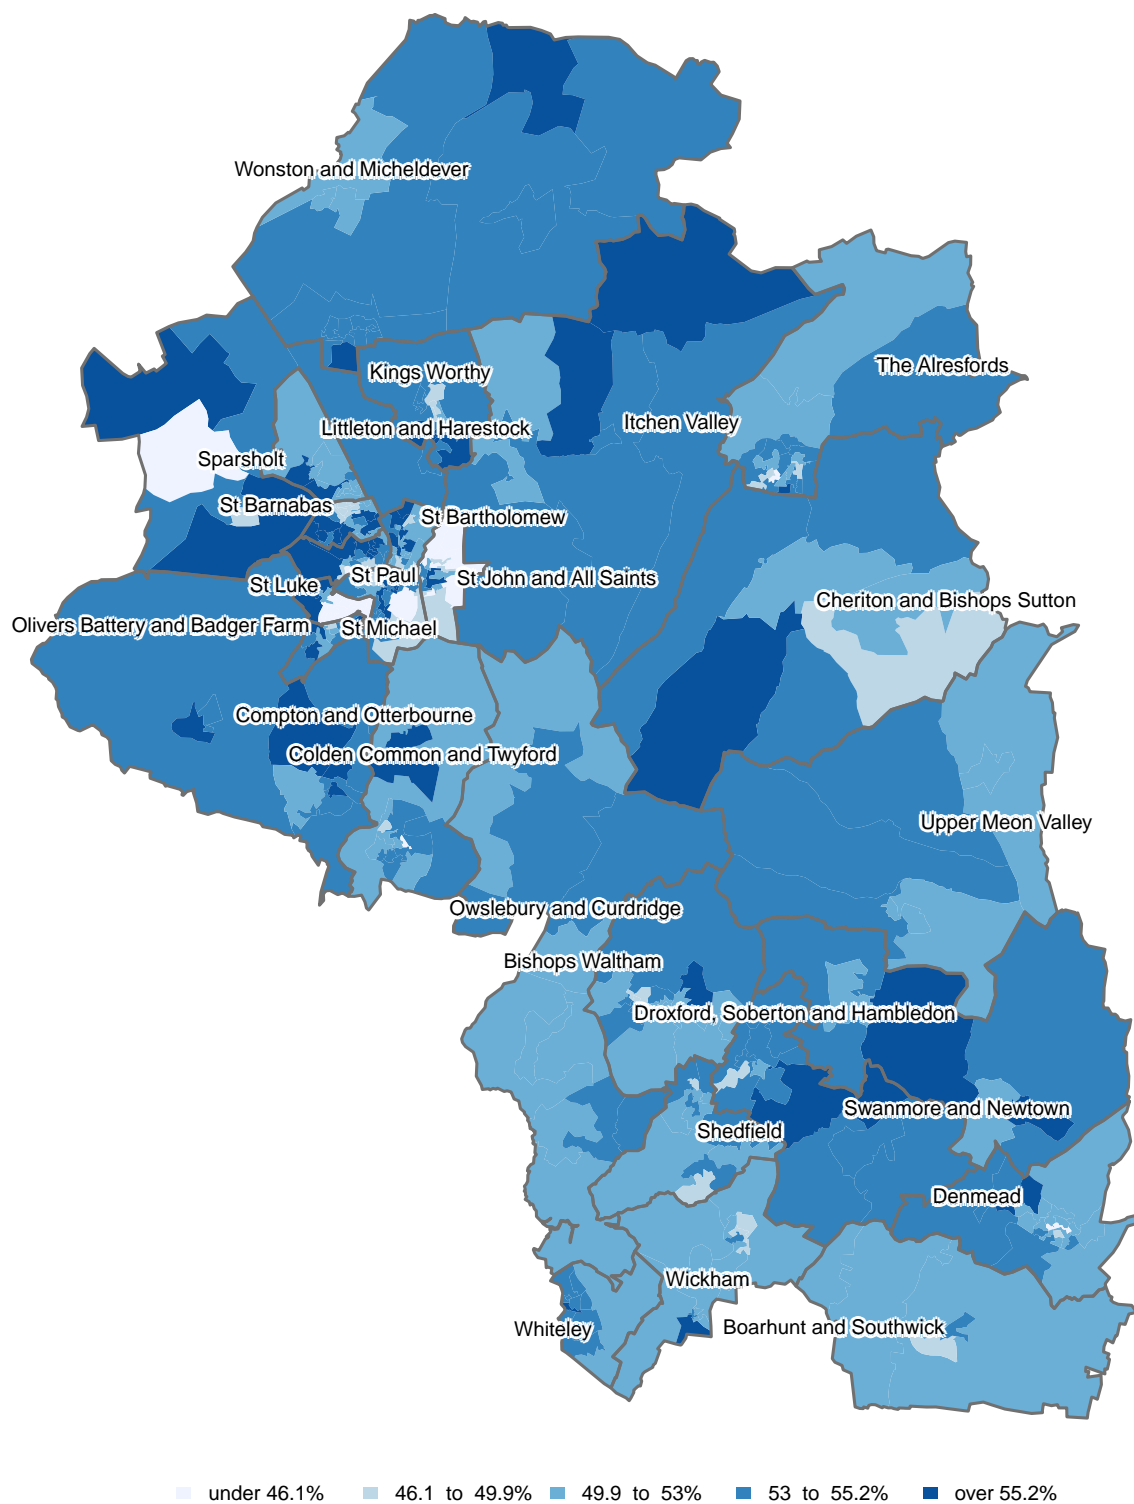 Wonston and Micheldever
The Alresfords
Kings Worthy
Itchen Valley
Littleton and Harestock
Sparsholt
St Barnabas
St Bartholomew
St Paul
St John and All Saints
St Luke
Cheriton and Bishops Sutton
Olivers Battery and Badger Farm
St Michael
Compton and Otterbourne
Colden Common and Twyford
Upper Meon Valley
Owslebury and Curdridge
Bishops Waltham
Droxford, Soberton and Hambledon
Swanmore and Newtown
Shedfield
Denmead
Wickham
Whiteley
Boarhunt and Southwick
under 46.1% 46.1 to 49.9% 49.9 to 53% 53 to 55.2% over 55.2%